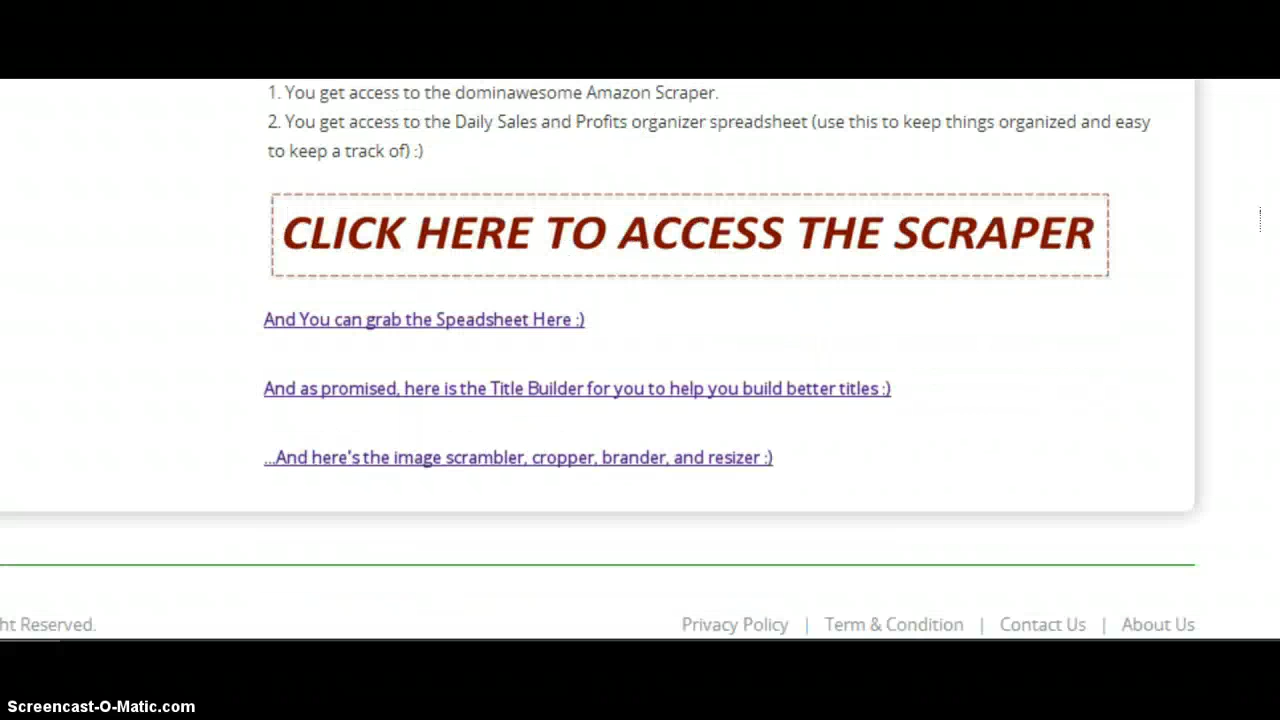 1. You get access to the dominawesome Amazon Scraper.
2. You get access to the Daily Sales and Profits organizer spreadsheet (use this to keep things organized and easy
to keep a track of) :)
CLICK HERE TO ACCESS THE SCRAPER
And You can grab the Speadsheet Here :)
And as promised, here is the Title Builder for you to help you build better titles :)
...And here's the image scrambler, cropper, brander, and resizer :)
ht Reserved.
Privacy Policy | Term & Condition | Contact Us | About Us
Screencast-O-Matic.com